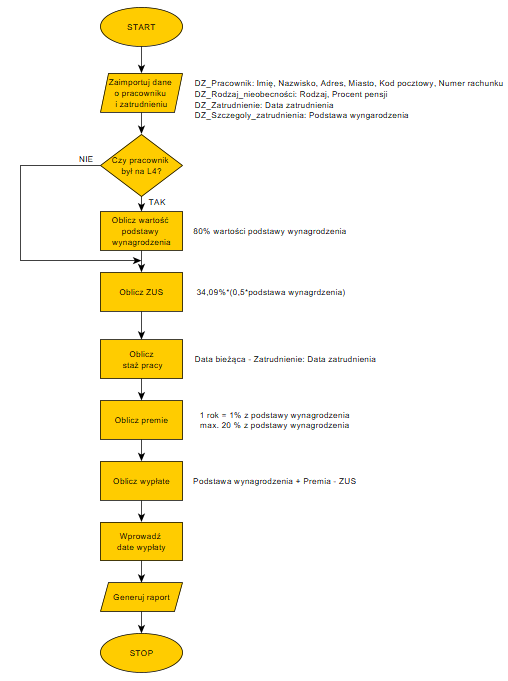 START
Zaimportuj dane
o pracowniku
i zatrudnieniu
DZ_Pracownik: Imię, Nazwisko, Adres, Miasto, Kod pocztowy, Numer rachunku
DZ_Rodzaj_nieobecności: Rodzaj, Procent pensji
DZ_Zatrudnienie: Data zatrudnienia
DZ_Szczegoly_zatrudnienia: Podstawa wyngarodzenia
NIE
Czy pracownik
był na L4?
TAK
Oblicz wartość
podstawy
wynagrodzenia
80% wartości podstawy wynagrodzenia
Oblicz ZUS
34,09%*(0,5*podstawa wynagrdzenia)
Oblicz
staż pracy
Data bieżąca - Zatrudnienie: Data zatrudnienia
Oblicz premie
1 rok = 1% z podstawy wynagrodzenia
max. 20 % z podstawy wynagrodzenia
Oblicz wypłate
Podstawa wynagrodzenia + Premia - ZUS
Wprowadź
date wypłaty
Generuj raport
STOP